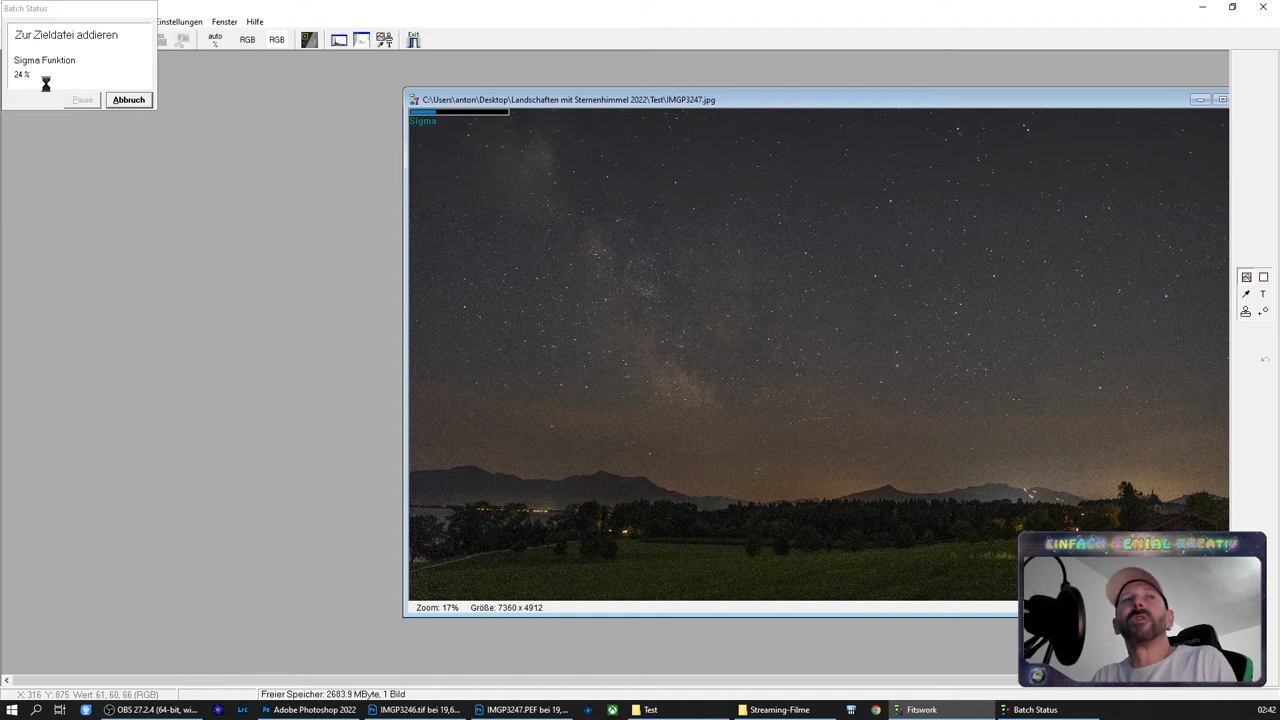 Batch Status
Zur Zieldatei addieren
Sigma Funktion
24 %
Pause
Abbruch
Einstellungen
Fenster
Hilfe
auto
%
RGB
RGB
Exit
C:\Users\anton\Desktop\Landschaften mit Sternenhimmel 2022\Test\IMGP3247.jpg
Sigma
T
Zoom: 17%
Größe: 7360 x 4912
EINFACH GENIAL KREATIV
X: 316 Y: 875 Wert 61, 60, 66 (RGB)
Freier Speicher: 2683.9 MByte, 1 Bild
OBS 27.2.4 (64-bit, wi...
Lrc
Ps
Adobe Photoshop 2022
IMGP3246.tif bei 19,6...
IMGP3247.PEF bei 19,...
Test
Streaming-Filme
Fitswork
Batch Status
02:42